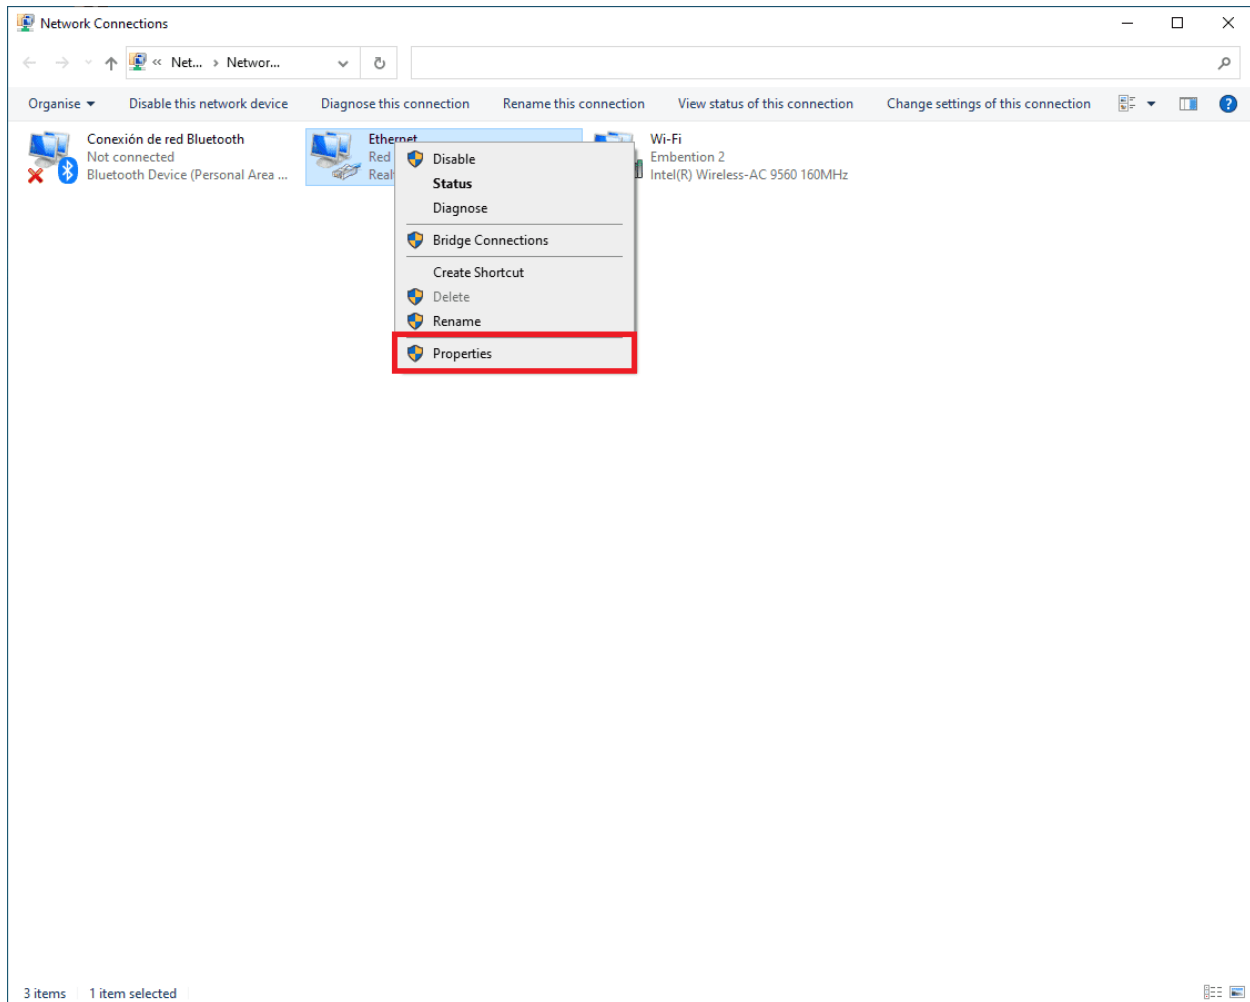 Network Connections
« Net... › Networ...
Organise Disable this network device Diagnose this connection Rename this connection View status of this connection Change settings of this connection
Conexión de red Bluetooth
Not connected
Bluetooth Device (Personal Area ...
Ethernet
Red
Wi-Fi
Embention 2
Intel(R) Wireless-AC 9560 160MHz
Disable
Status
Diagnose
Bridge Connections
Create Shortcut
Delete
Rename
Properties
3 items 1 item selected